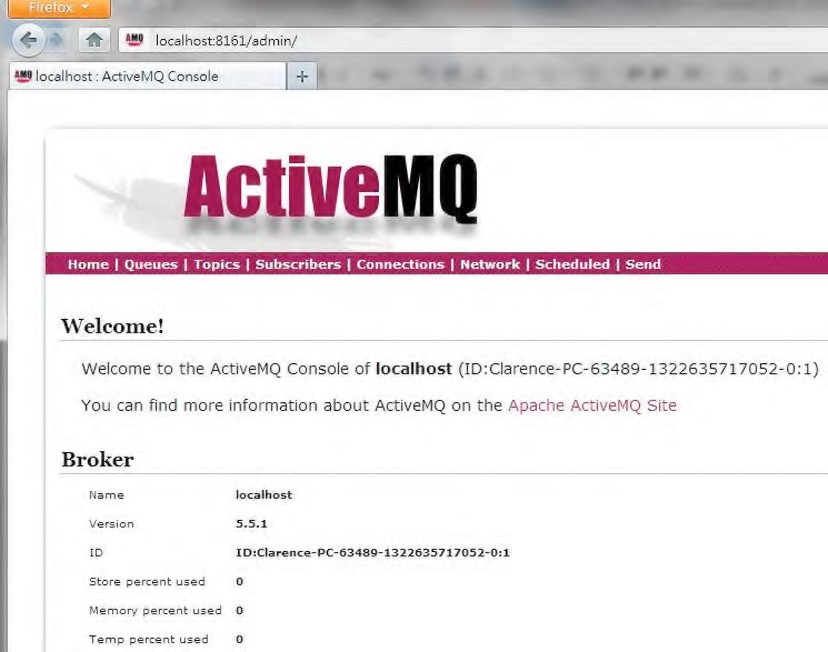 Firefox
AMQ localhost:8161/admin/
AMQ localhost : ActiveMQ Console +
ActiveMQ
Home | Queues | Topics | Subscribers | Connections | Network | Scheduled | Send
Welcome!
Welcome to the ActiveMQ Console of localhost (ID:Clarence-PC-63489-1322635717052-0:1)
You can find more information about ActiveMQ on the Apache ActiveMQ Site
Broker
Name localhost
Version 5.5.1
ID ID:Clarence-PC-63489-1322635717052-0:1
Store percent used 0
Memory percent used 0
Temp percent used 0